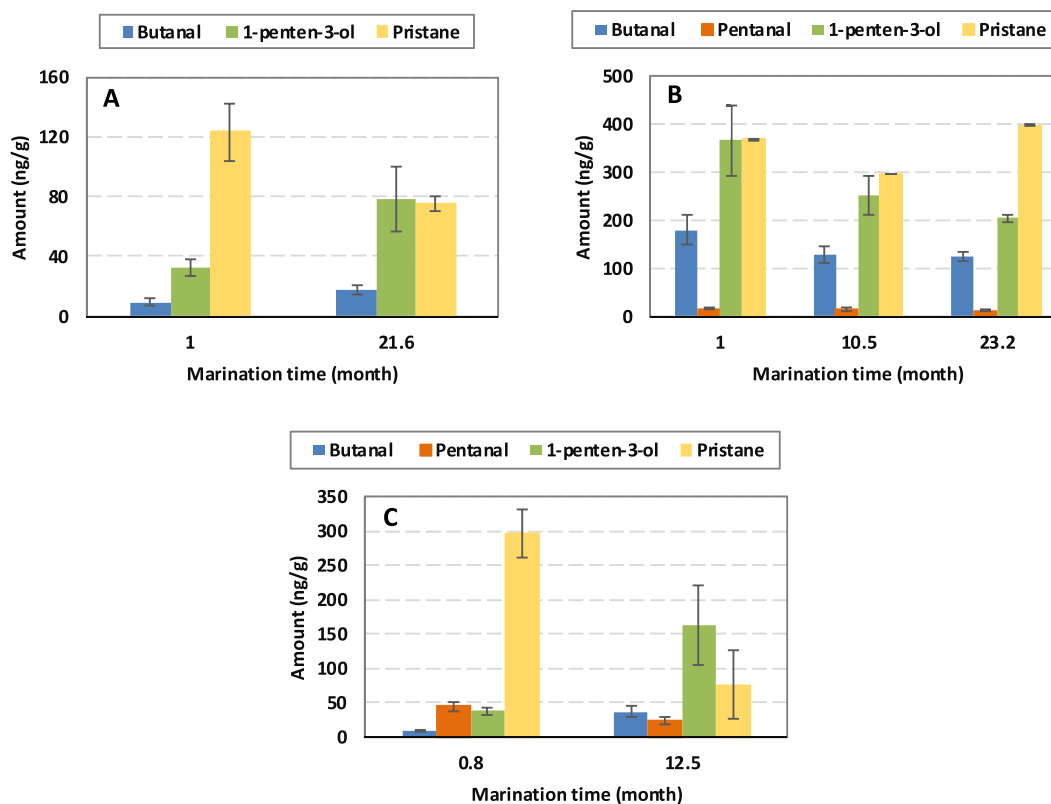 Butanal 1-penten-3-ol Pristane
A
Amount (ng/g)
160
120
80
40
0
1 21.6
Marination time (month)
Butanal Pentanal 1-penten-3-ol Pristane
B
Amount (ng/g)
500
400
300
200
100
0
1 10.5 23.2
Marination time (month)
Butanal Pentanal 1-penten-3-ol Pristane
C
Amount (ng/g)
350
300
250
200
150
100
50
0
0.8 12.5
Marination time (month)